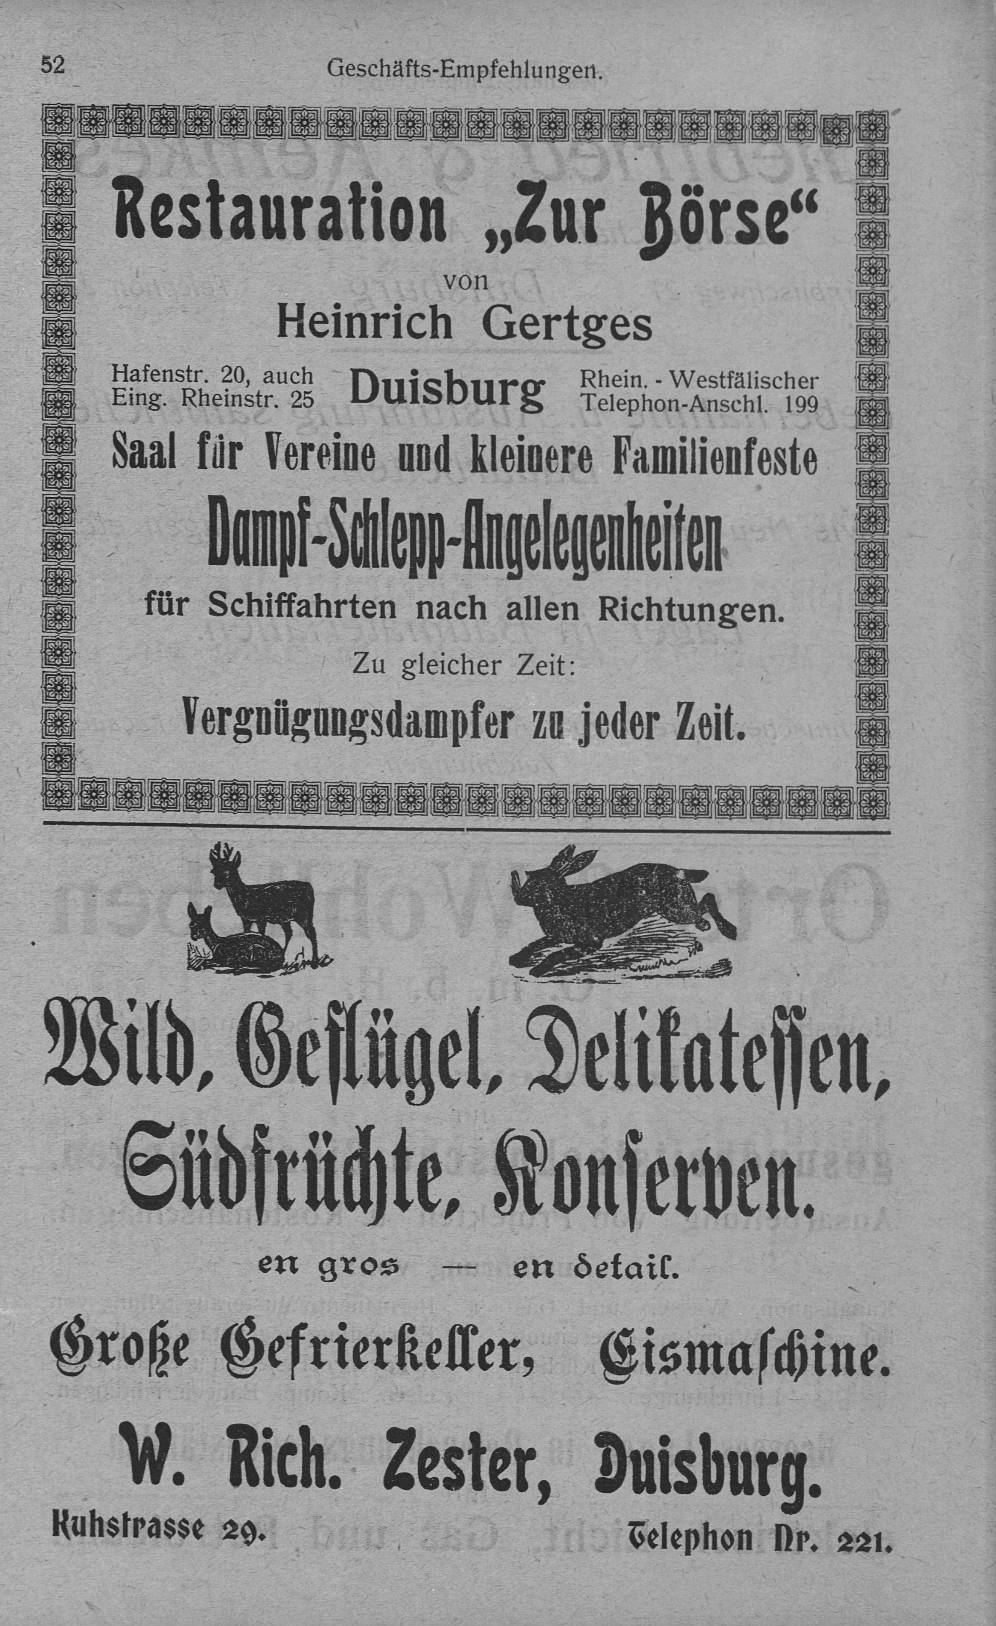 52
Geschäfts-Empfehlungen.
Restauration „Zur Börse“
von
Heinrich Gertges
Hafenstr. 20, auch
Eing. Rheinstr. 25
Duisburg
Rhein. - Westfälischer
Telephon-Anschl. 199
Saal für Vereine und kleinere Familienfeste
Dampf-Schlepp-Angelegenheiten
für Schiffahrten nach allen Richtungen.
Zu gleicher Zeit:
Vergnügungsdampfer zu jeder Zeit.
Wild, Geflügel, Delikatessen,
Südfrüchte, Konserven.
en gros — en detail.
Große Gefrierkeller, Eismaschine.
W. Rich. Zester, Duisburg.
Kuhstrasse 29.
Telephon Nr. 221.